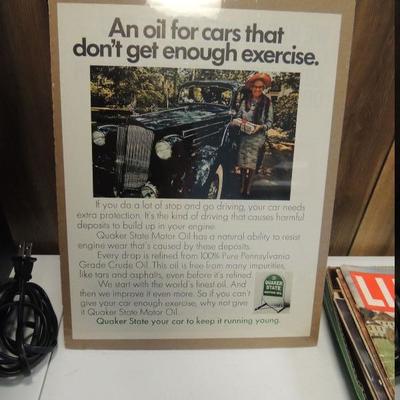 An oil for cars that
don't get enough exercise.
If you do a lot of stop and go driving, your car needs
extra protection. It's the kind of driving that causes harmful
deposits to build up in your engine.
Quaker State Motor Oil has a natural ability to resist
engine wear that's caused by these deposits.
Every drop is refined from 100% Pure Pennsylvania
Grade Crude Oil. This oil is free from many impurities,
like tars and asphalts, even before it's refined.
We start with the world's finest oil. And
then we improve it even more. So if you can't
give your car enough exercise, why not give
it Quaker State Motor Oil.
Quaker State your car to keep it running young.
QUAKER
STATE
MOTOR OIL
LI